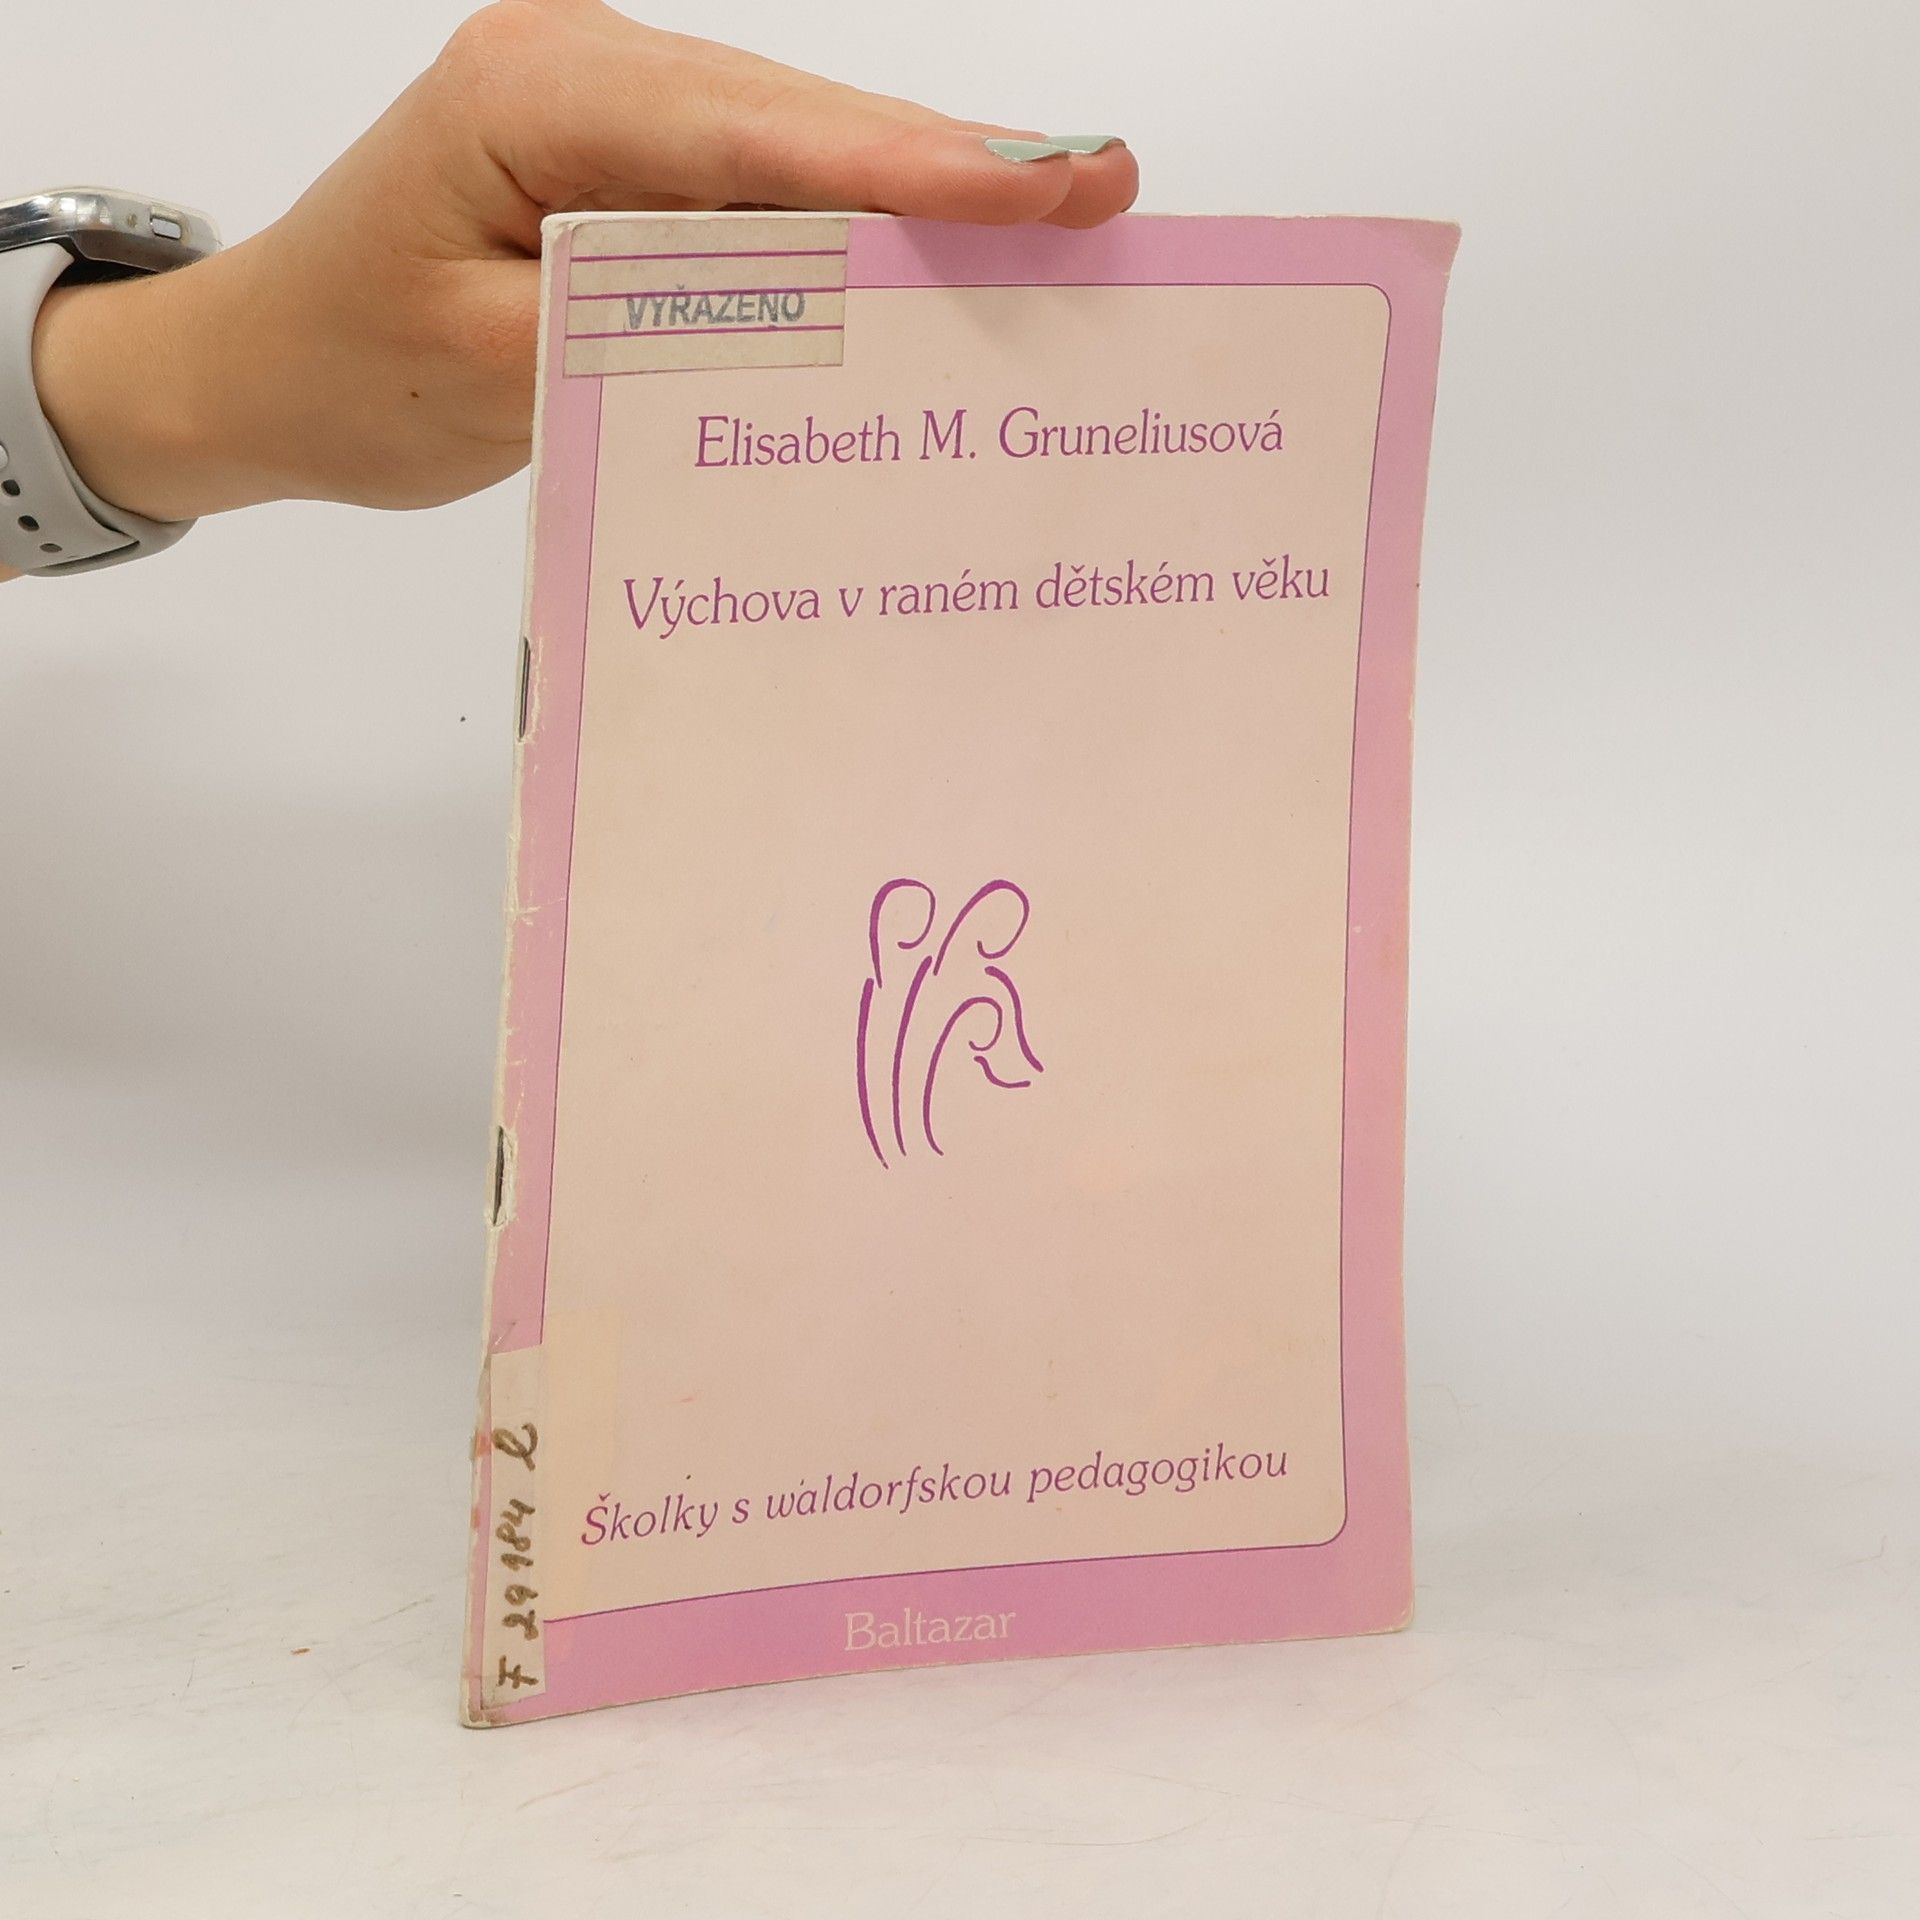 VYŘAZENO
Elisabeth M. Gruneliusová
Výchova v raném dětském věku
Školky s waldorfskou pedagogikou
Baltazar
F 29984 l